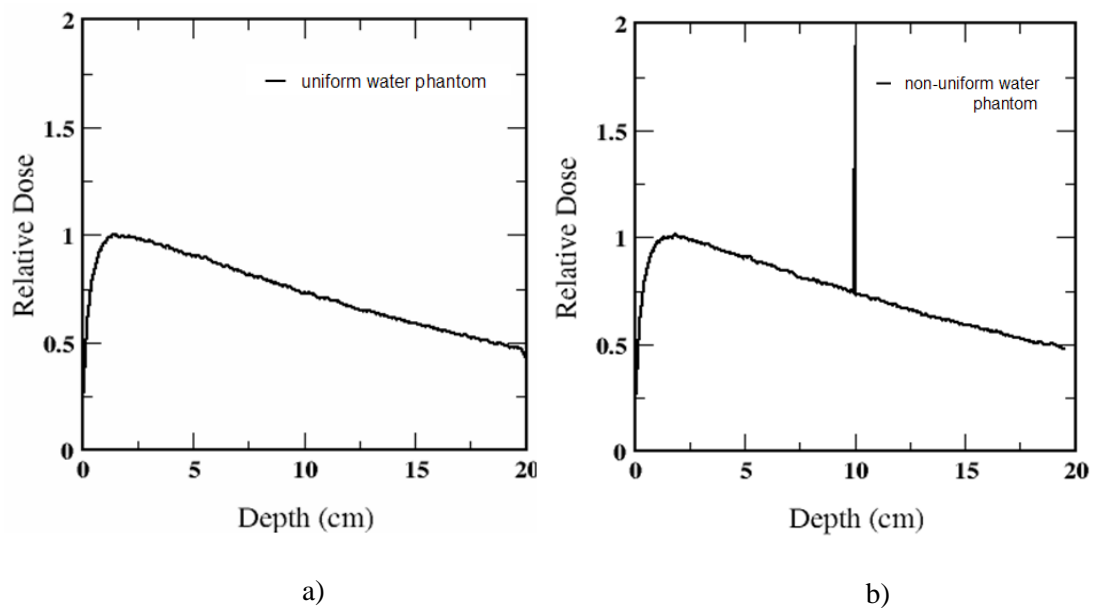 2
1.5
1
0.5
0
0
5
10
15
20
Relative Dose
Depth (cm)
uniform water phantom
a)
2
1.5
1
0.5
0
0
5
10
15
20
Relative Dose
Depth (cm)
non-uniform water
phantom
b)